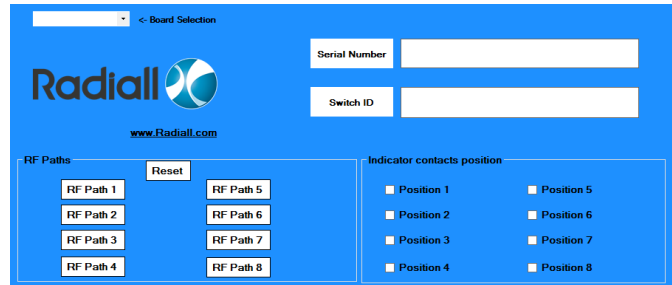 <- Board Selection
Serial Number
Radiall
Switch ID
www.Radiall.com
RF Paths
Reset
RF Path 1
RF Path 5
RF Path 2
RF Path 6
RF Path 3
RF Path 7
RF Path 4
RF Path 8
Indicator contacts position
Position 1
Position 5
Position 2
Position 6
Position 3
Position 7
Position 4
Position 8